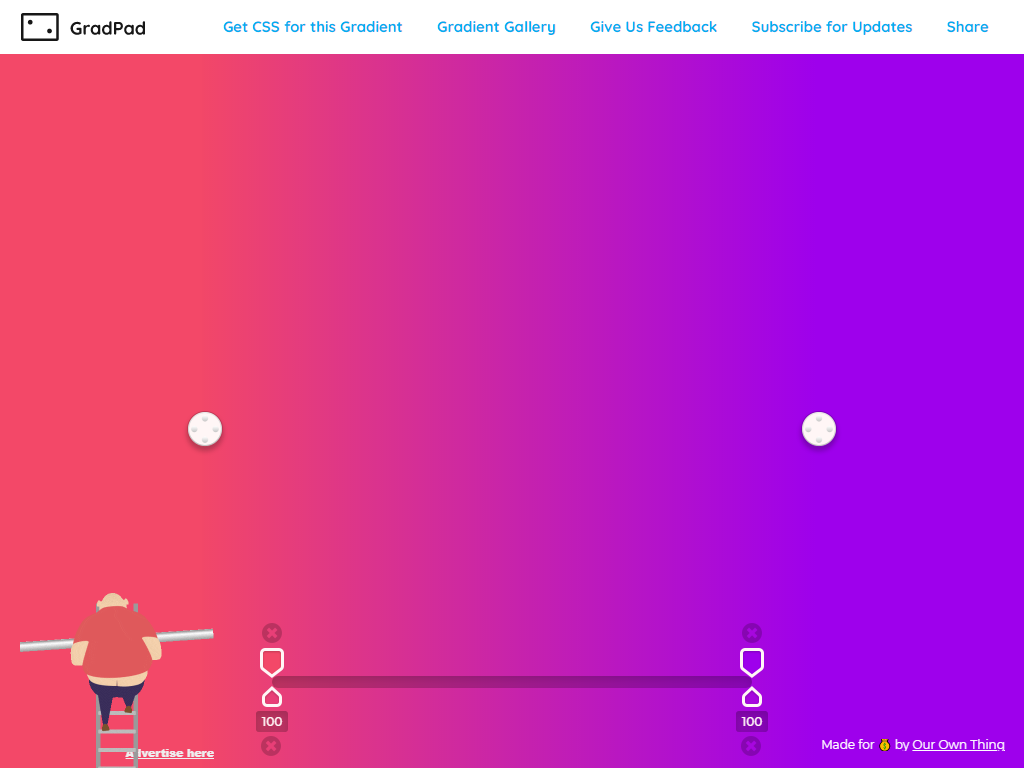 GradPad
Get CSS for this Gradient
Gradient Gallery
Give Us Feedback
Subscribe for Updates
Share
100
100
Advertise here
Made for by Our Own Thing